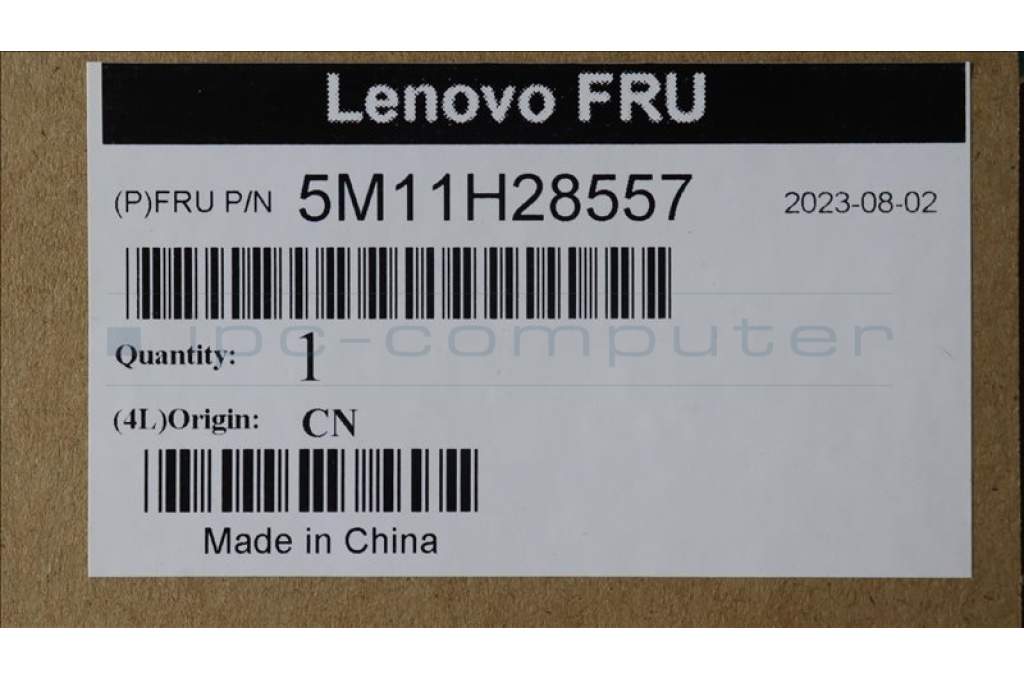 Lenovo FRU
(P)FRU P/N 5M11H28557 2023-08-02
ipc-computer
Quantity: 1
(4L)Origin: CN
Made in China